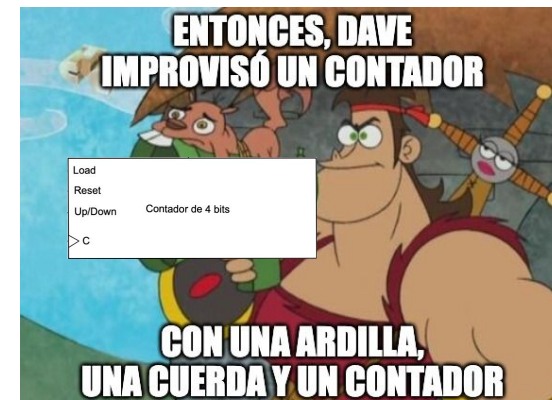 ENTONCES, DAVE
IMPROVISÓ UN CONTADOR
Load
Reset
Up/Down
Contador de 4 bits
C
CON UNA ARDILLA,
UNA CUERDA Y UN CONTADOR